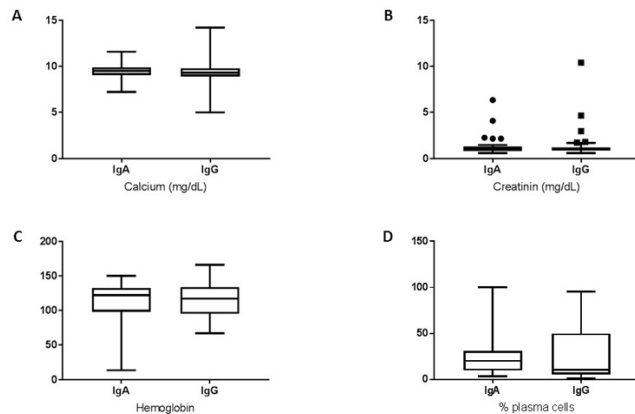 A
15
10
5
0
IgA
IgG
Calcium (mg/dL)
B
15
10
5
0
IgA
IgG
Creatinin (mg/dL)
C
200
150
100
50
0
IgA
IgG
Hemoglobin
D
150
100
50
0
IgA
IgG
% plasma cells